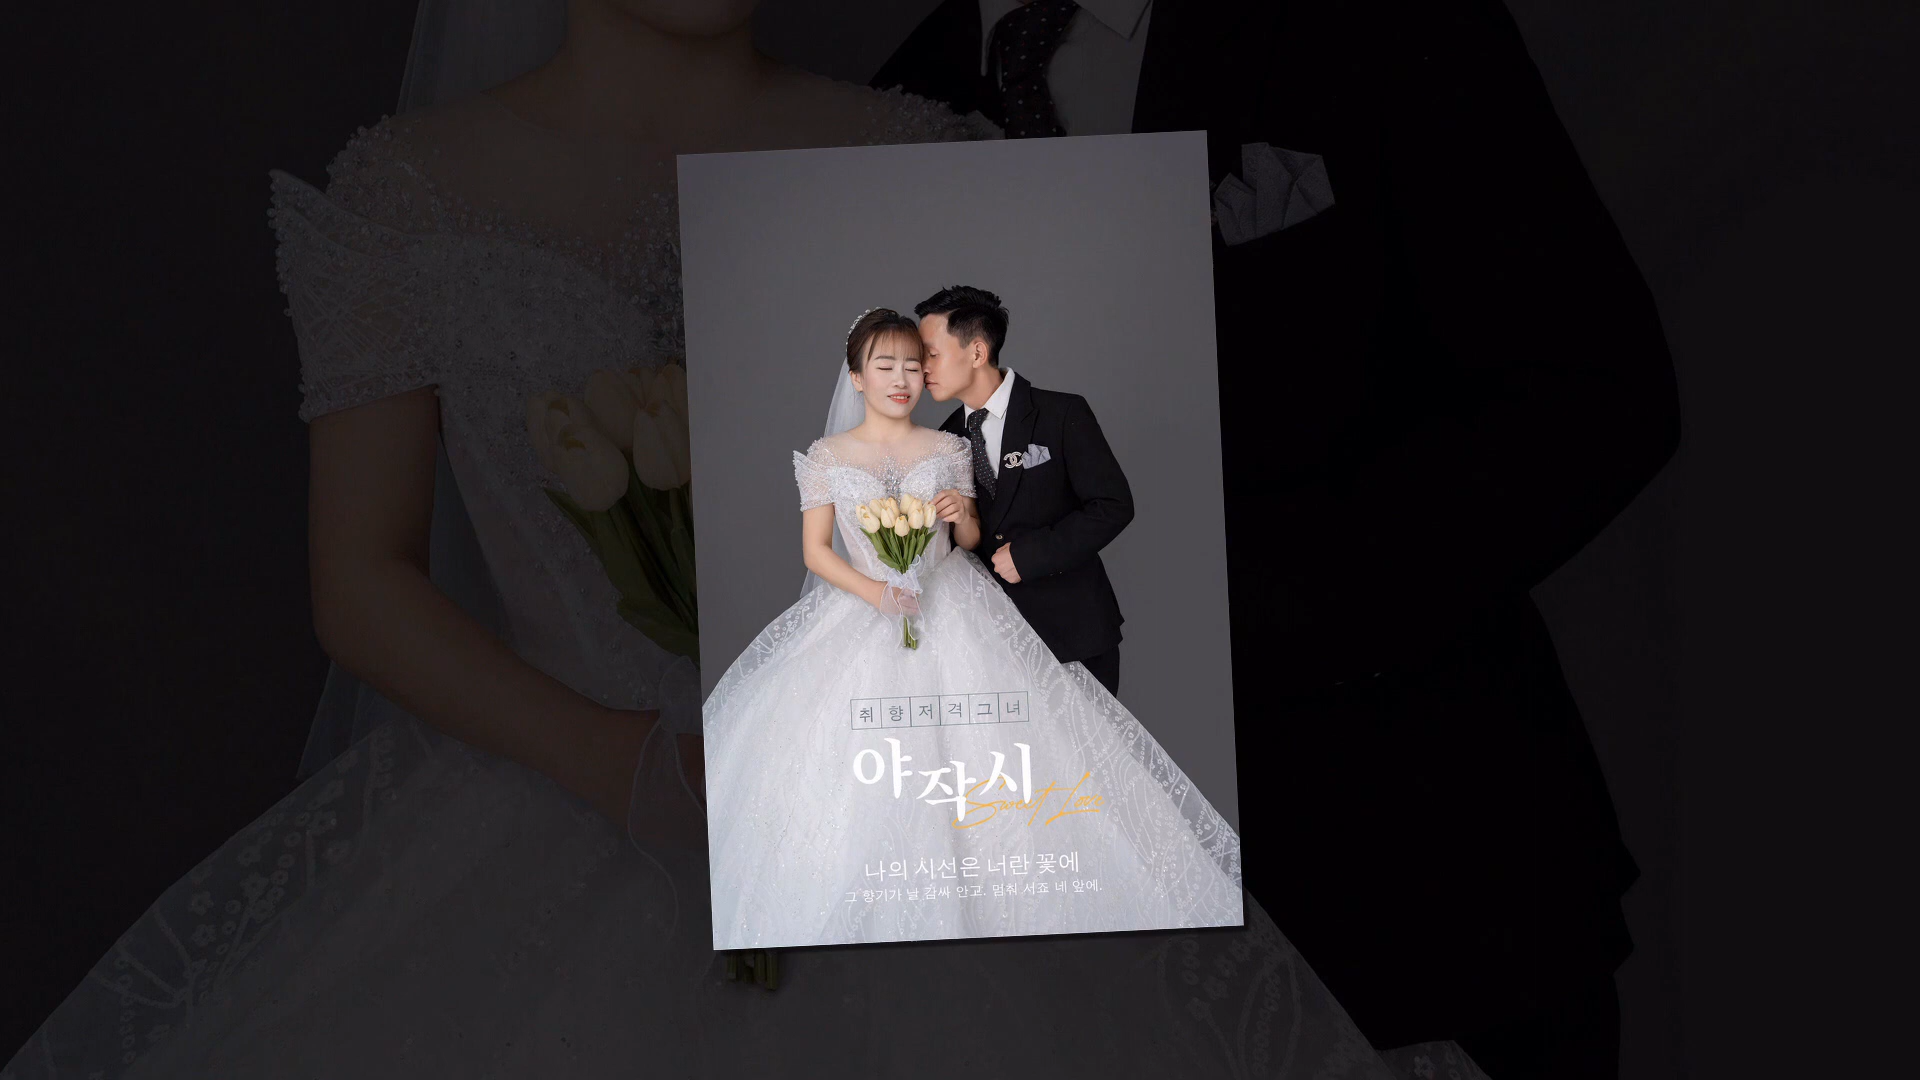 취향저격그녀
야작시
Sweet Love
나의 시선은 너란 꽃에
그 향기가 날 감싸 안고. 멈춰 서죠 네 앞에.